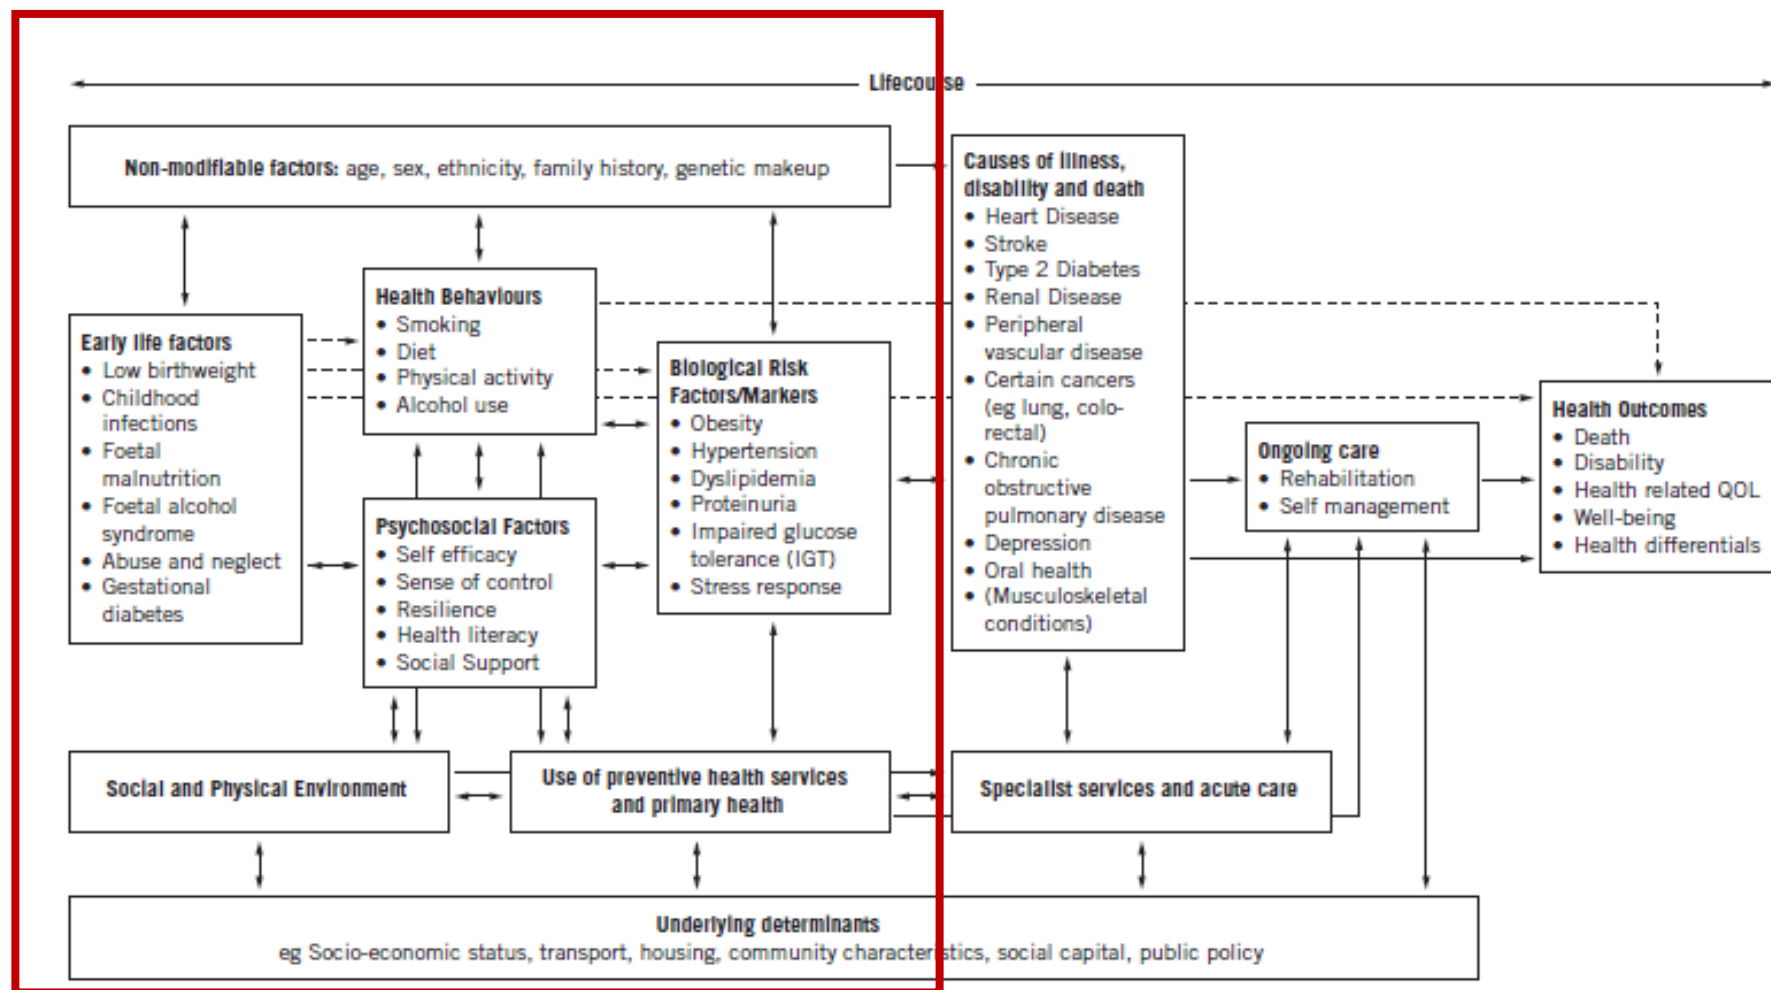 Lifecourse
Non-modifiable factors: age, sex, ethnicity, family history, genetic makeup
Early life factors
• Low birthweight
• Childhood
infections
• Foetal
malnutrition
• Foetal alcohol
syndrome
• Abuse and neglect
• Gestational
diabetes
Health Behaviours
• Smoking
• Diet
• Physical activity
• Alcohol use
Psychosocial Factors
• Self efficacy
• Sense of control
• Resilience
• Health literacy
• Social Support
Biological Risk
Factors/Markers
• Obesity
• Hypertension
• Dyslipidemia
• Proteinuria
• Impaired glucose
tolerance (IGT)
• Stress response
Causes of illness,
disability and death
• Heart Disease
• Stroke
• Type 2 Diabetes
• Renal Disease
• Peripheral
vascular disease
• Certain cancers
(eg lung, colo-
rectal)
• Chronic
obstructive
pulmonary disease
• Depression
• Oral health
• (Musculoskeletal
conditions)
Ongoing care
• Rehabilitation
• Self management
Health Outcomes
• Death
• Disability
• Health related QOL
• Well-being
• Health differentials
Social and Physical Environment
Use of preventive health services
and primary health
Specialist services and acute care
Underlying determinants
eg Socio-economic status, transport, housing, community characteristics, social capital, public policy